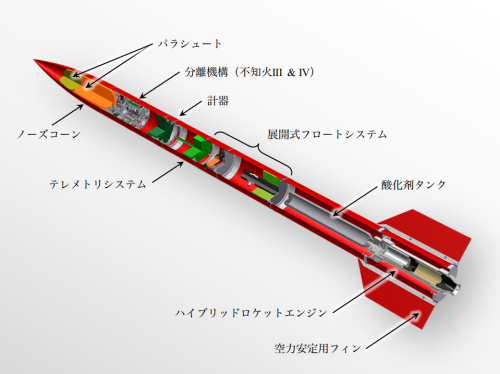 パラシュート
分離機構（不知火III & IV）
計器
展開式フロートシステム
ノーズコーン
テレメトリシステム
酸化剤タンク
ハイブリッドロケットエンジン
空力安定用フィン